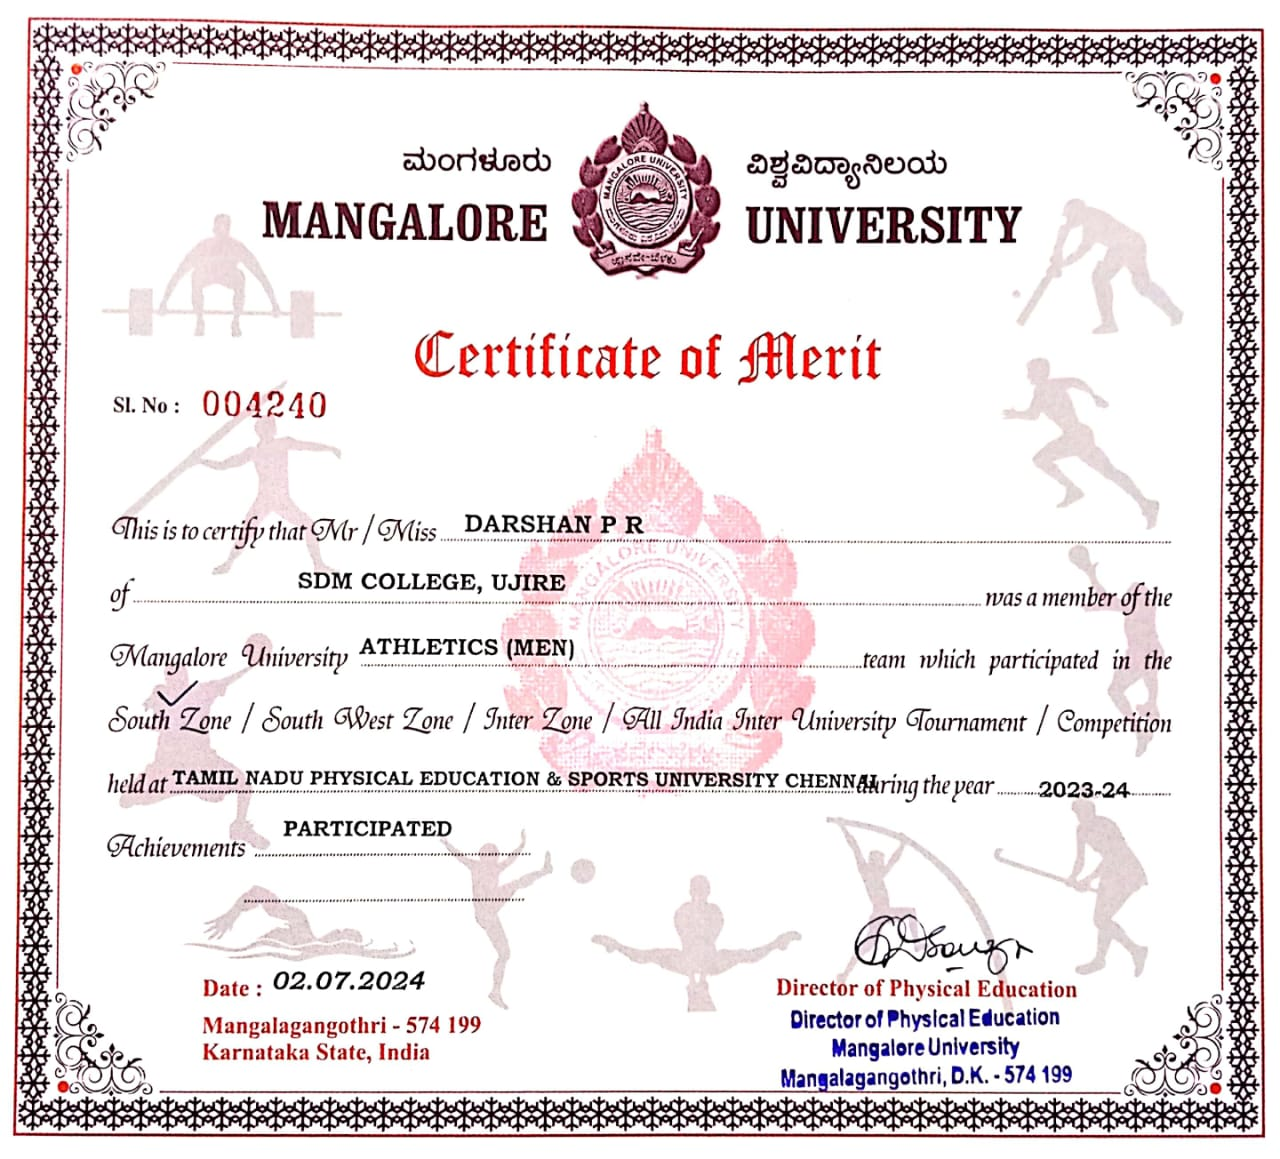 ಮಂಗಳೂರು ವಿಶ್ವವಿದ್ಯಾನಿಲಯ
MANGALORE UNIVERSITY
MANGALORE UNIVERSITY
Certificate of Merit
Sl. No : 004240
This is to certify that Mr / Miss DARSHAN P R
of SDM COLLEGE, UJIRE was a member of the
Mangalore University ATHLETICS (MEN) team which participated in the
South Zone / South West Zone / Inter Zone / All India Inter University Tournament / Competition
held at TAMIL NADU PHYSICAL EDUCATION & SPORTS UNIVERSITY CHENNAI during the year 2023-24
Achievements PARTICIPATED
MANGALORE UNIVERSITY
Date : 02.07.2024
Mangalagangothri - 574 199
Karnataka State, India
Director of Physical Education
Director of Physical Education
Mangalore University
Mangalagangothri, D.K. - 574 199